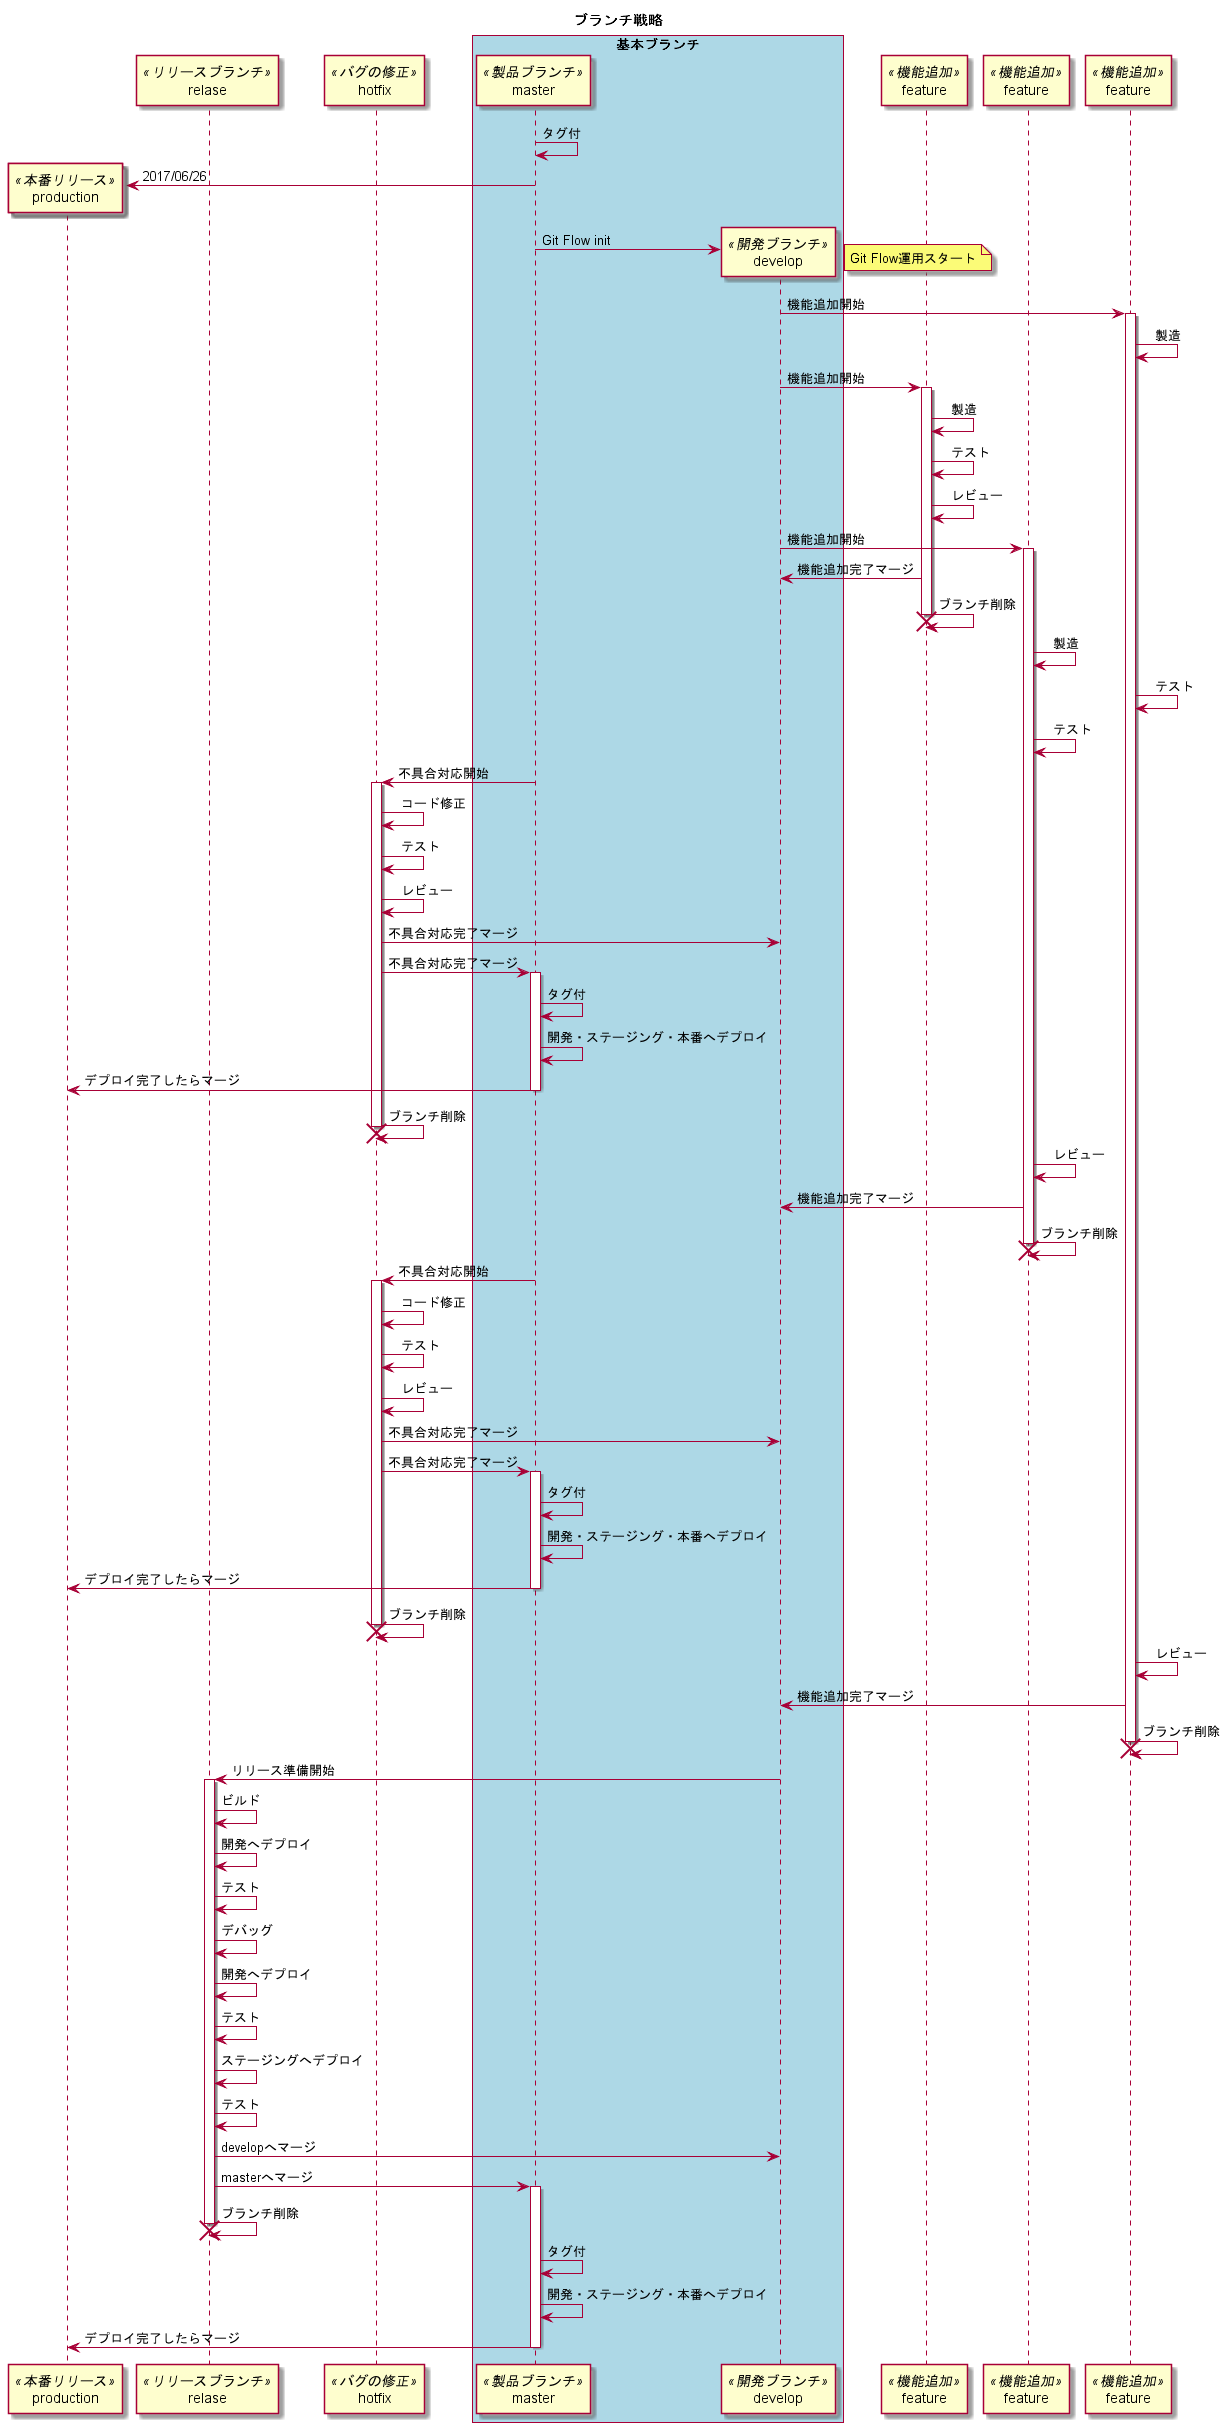 ブランチ戦略
基本ブランチ
«リリースブランチ»
relase
«バグの修正»
hotfix
«製品ブランチ»
master
«機能追加»
feature
«機能追加»
feature
«機能追加»
feature
タグ付
«本番リリース»
production
2017/06/26
Git Flow init
«開発ブランチ»
develop
Git Flow運用スタート
機能追加開始
製造
機能追加開始
製造
テスト
レビュー
機能追加開始
機能追加完了マージ
ブランチ削除
製造
テスト
テスト
不具合対応開始
コード修正
テスト
レビュー
不具合対応完了マージ
不具合対応完了マージ
タグ付
開発・ステージング・本番へデプロイ
デプロイ完了したらマージ
ブランチ削除
レビュー
機能追加完了マージ
ブランチ削除
不具合対応開始
コード修正
テスト
レビュー
不具合対応完了マージ
不具合対応完了マージ
タグ付
開発・ステージング・本番へデプロイ
デプロイ完了したらマージ
ブランチ削除
レビュー
機能追加完了マージ
ブランチ削除
リリース準備開始
ビルド
開発へデプロイ
テスト
デバッグ
開発へデプロイ
テスト
ステージングへデプロイ
テスト
developへマージ
masterへマージ
ブランチ削除
タグ付
開発・ステージング・本番へデプロイ
デプロイ完了したらマージ
«本番リリース»
production
«リリースブランチ»
relase
«バグの修正»
hotfix
«製品ブランチ»
master
«開発ブランチ»
develop
«機能追加»
feature
«機能追加»
feature
«機能追加»
feature